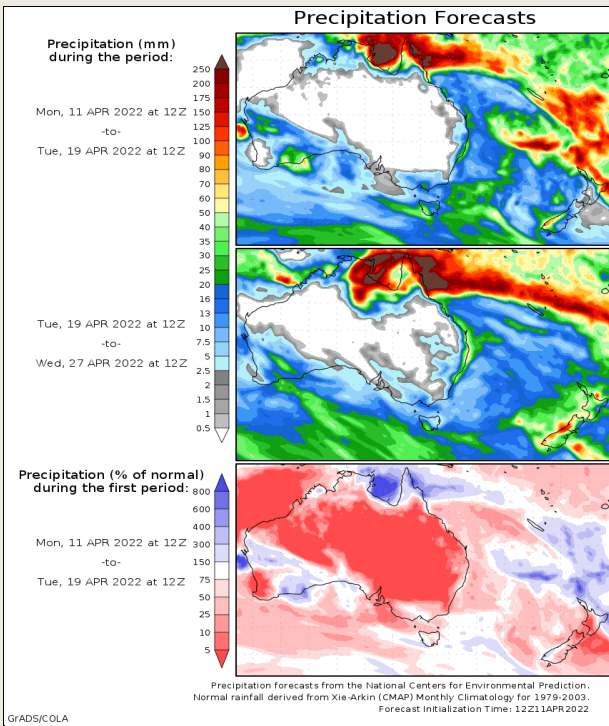 Precipitation Forecasts
Precipitation (mm)
during the period:
Mon, 11 APR 2022 at 12Z
-to-
Tue, 19 APR 2022 at 12Z
250
200
175
150
125
100
90
80
70
60
50
40
35
30
25
20
16
13
10
7.5
5
2.5
2
1.5
1
0.5
Tue, 19 APR 2022 at 12Z
-to-
Wed, 27 APR 2022 at 12Z
Precipitation (% of normal)
during the first period:
Mon, 11 APR 2022 at 12Z
-to-
Tue, 19 APR 2022 at 12Z
800
600
400
300
150
75
50
25
10
5
Precipitation forecasts from the National Centers for Environmental Prediction.
Normal rainfall derived from Xie-Arkin (CMAP) Monthly Climatology for 1979-2003.
Forecast Initialization Time: 12Z11APR2022
GrADS/COLA